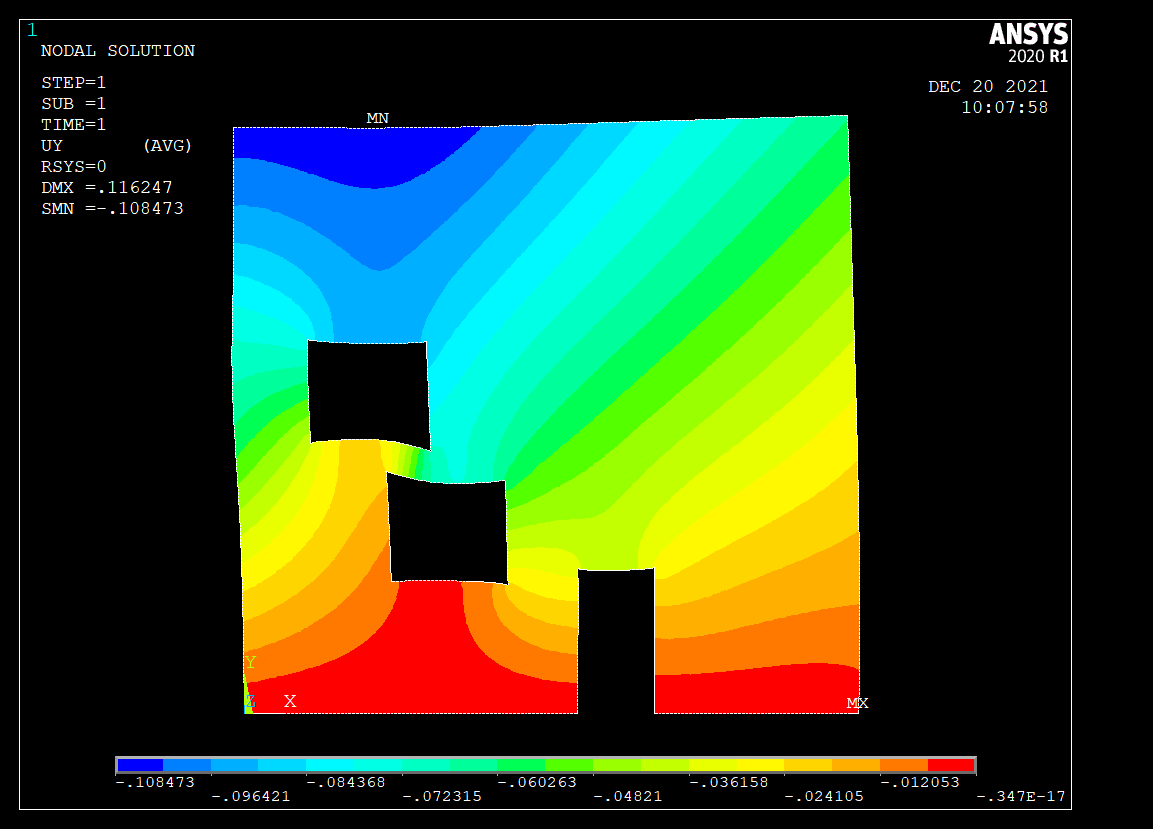 1
NODAL SOLUTION
STEP=1
SUB =1
TIME=1
UY (AVG)
RSYS=0
DMX =.116247
SMN =-.108473
ANSYS
2020 R1
DEC 20 2021
10:07:58
MN
Y
Z X
MX
-.108473 -.084368 -.060263 -.036158 -.012053
-.096421 -.072315 -.04821 -.024105 -.347E-17